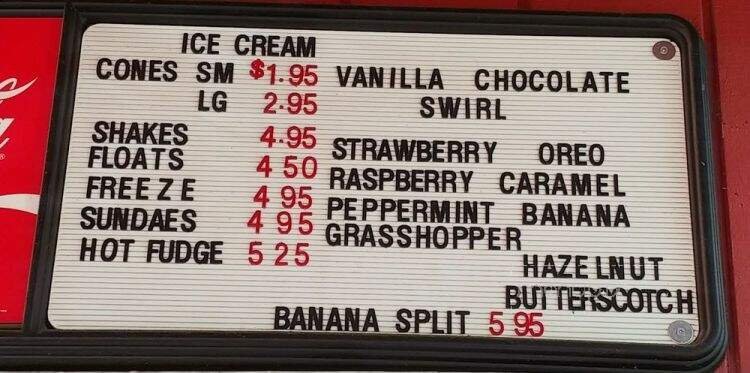 ICE CREAM
CONES SM $1.95 VANILLA CHOCOLATE
LG 2.95 SWIRL
SHAKES 4.95 STRAWBERRY OREO
FLOATS 4 50 RASPBERRY CARAMEL
FREEZE 4 95 PEPPERMINT BANANA
SUNDAES 4 95 GRASSHOPPER
HOT FUDGE 5 25 HAZELNUT
BUTTERSCOTCH
BANANA SPLIT 5 95